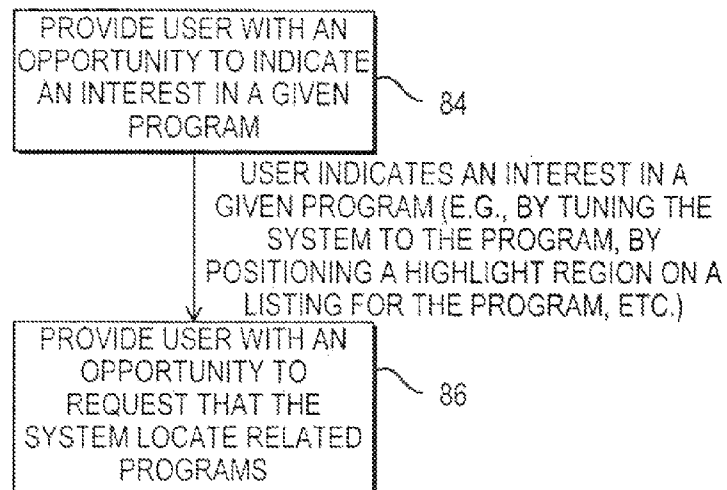 PROVIDE USER WITH AN
OPPORTUNITY TO INDICATE
AN INTEREST IN A GIVEN
PROGRAM
84
USER INDICATES AN INTEREST IN A
GIVEN PROGRAM (E.G., BY TUNING THE
SYSTEM TO THE PROGRAM, BY
POSITIONING A HIGHLIGHT REGION ON A
LISTING FOR THE PROGRAM, ETC.)
PROVIDE USER WITH AN
OPPORTUNITY TO
REQUEST THAT THE
SYSTEM LOCATE RELATED
PROGRAMS
86